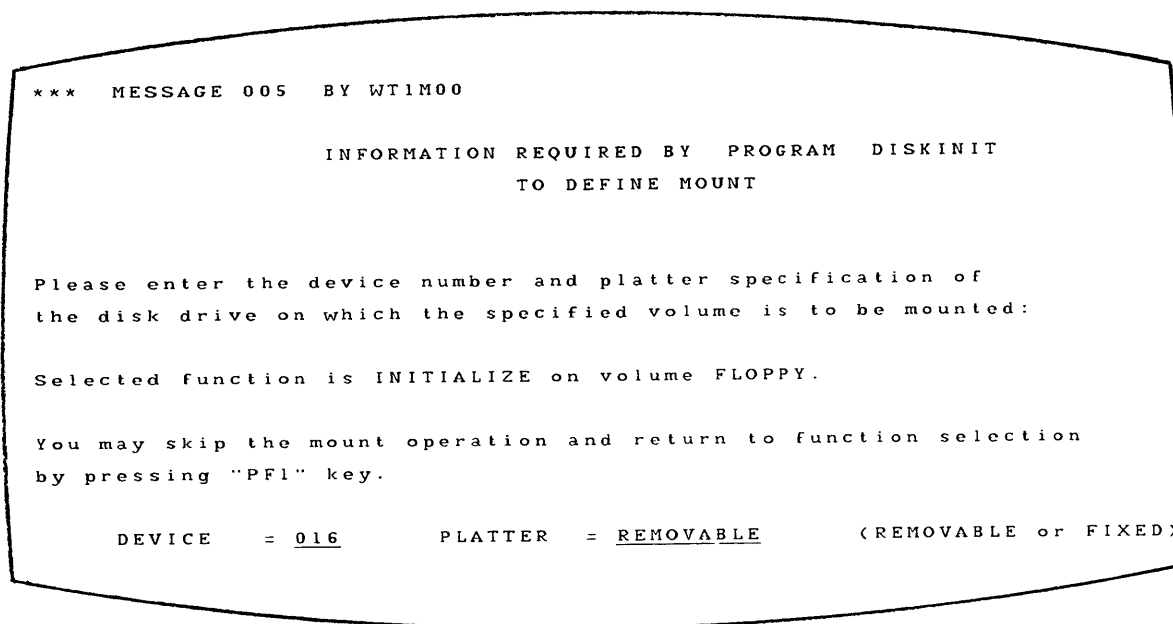 *** MESSAGE 005 BY WT1M00
INFORMATION REQUIRED BY PROGRAM DISKINIT
TO DEFINE MOUNT
Please enter the device number and platter specification of
the disk drive on which the specified volume is to be mounted:
Selected function is INITIALIZE on volume FLOPPY.
You may skip the mount operation and return to function selection
by pressing "PF1" key.
DEVICE = 016 PLATTER = REMOVABLE (REMOVABLE or FIXED)